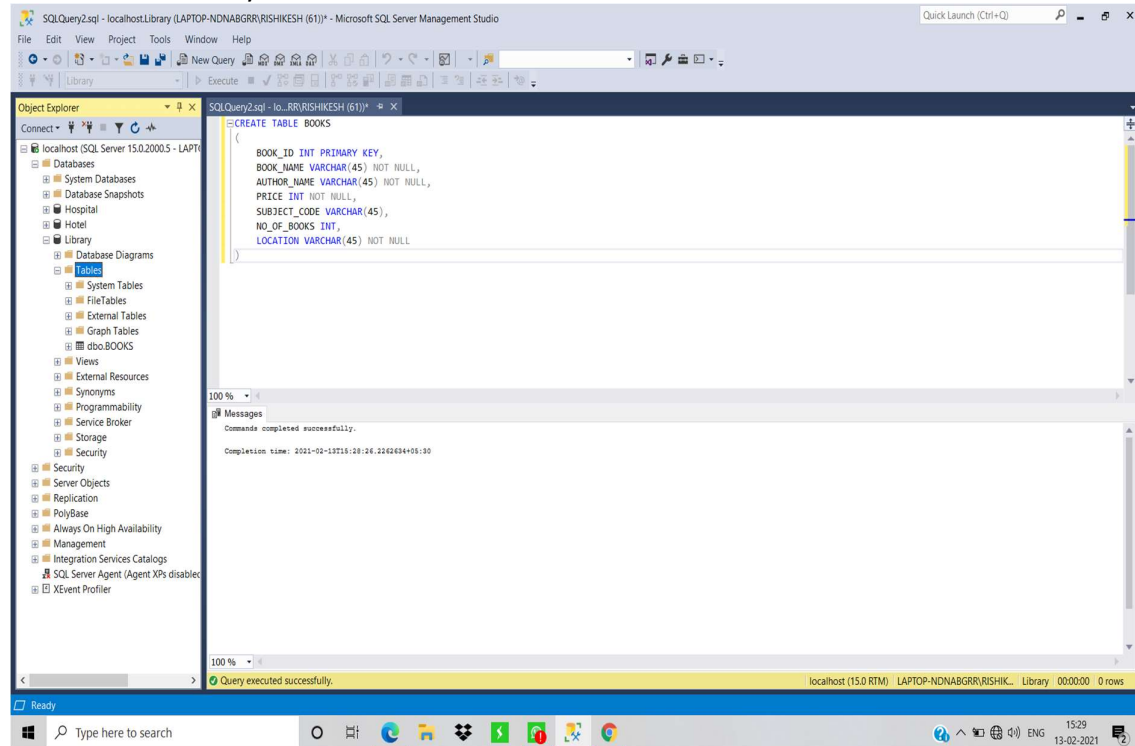 SQLQuery2.sql - localhost.Library (LAPTOP-NDNABGRR\RISHIKESH (61))* - Microsoft SQL Server Management Studio
Quick Launch (Ctrl+Q)
File Edit View Project Tools Window Help
New Query MDX DMX XMLA DAX
Library Execute
Object Explorer
SQLQuery2.sql - lo...RR\RISHIKESH (61))*
Connect
localhost (SQL Server 15.0.2000.5 - LAPT
Databases
System Databases
Database Snapshots
Hospital
Hotel
Library
Database Diagrams
Tables
System Tables
FileTables
External Tables
Graph Tables
dbo.BOOKS
Views
External Resources
Synonyms
Programmability
Service Broker
Storage
Security
Security
Server Objects
Replication
PolyBase
Always On High Availability
Management
Integration Services Catalogs
SQL Server Agent (Agent XPs disabled
XEvent Profiler
CREATE TABLE BOOKS
(
BOOK_ID INT PRIMARY KEY,
BOOK_NAME VARCHAR(45) NOT NULL,
AUTHOR_NAME VARCHAR(45) NOT NULL,
PRICE INT NOT NULL,
SUBJECT_CODE VARCHAR(45),
NO_OF_BOOKS INT,
LOCATION VARCHAR(45) NOT NULL
)
100 %
Messages
Commands completed successfully.
Completion time: 2021-02-13T15:28:26.2262634+05:30
100 %
Query executed successfully.
localhost (15.0 RTM) LAPTOP-NDNABGRR\RISHIK... Library 00:00:00 0 rows
Ready
Type here to search
ENG
15:29
13-02-2021
2